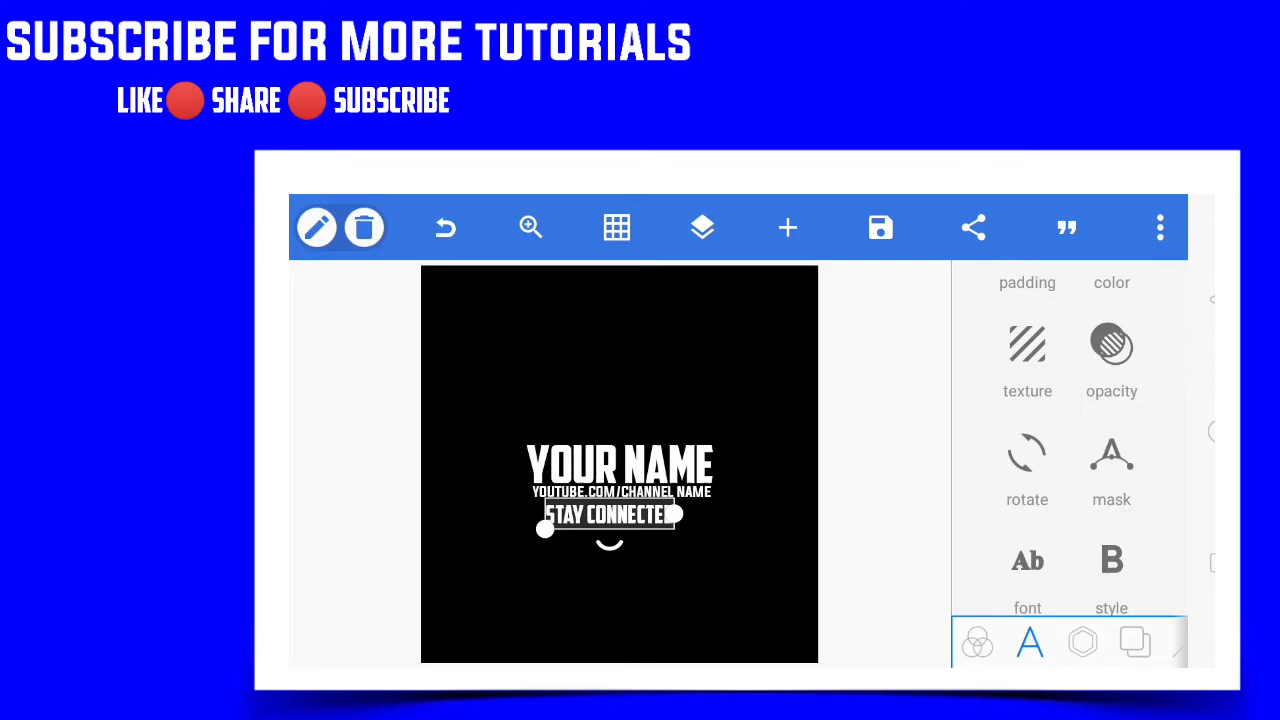 SUBSCRIBE FOR MORE TUTORIALS
LIKE🔴 SHARE 🔴 SUBSCRIBE
padding color
texture opacity
rotate mask
Ab B
font style
A
YOUR NAME
YOUTUBE.COM/CHANNEL NAME
STAY CONNECTED